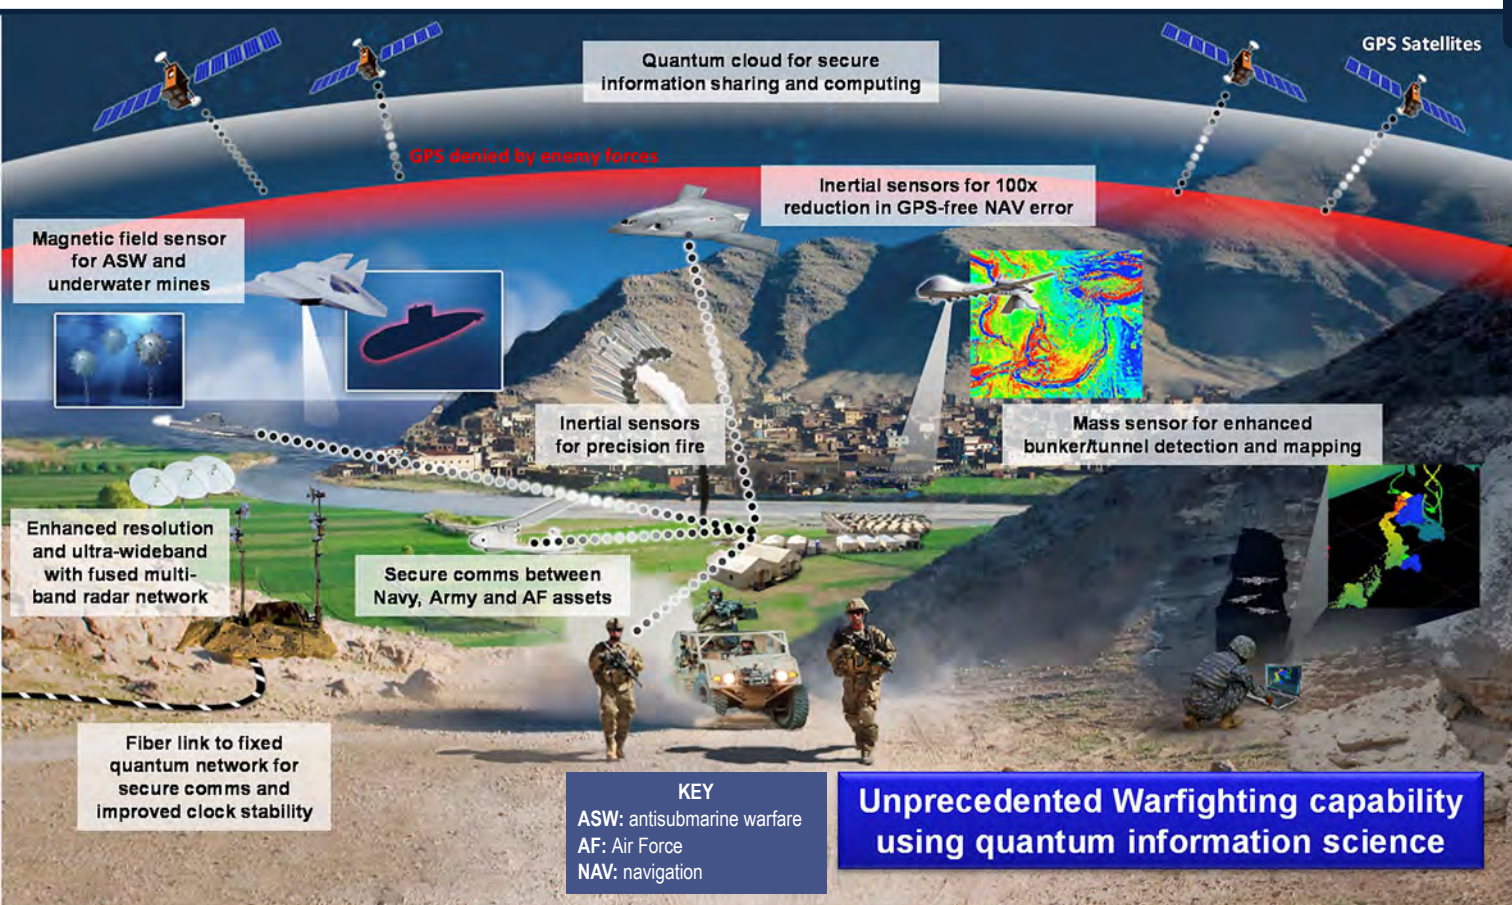 GPS Satellites
Quantum cloud for secure
information sharing and computing
GPS denied by enemy forces
Inertial sensors for 100x
reduction in GPS-free NAV error
Magnetic field sensor
for ASW and
underwater mines
Inertial sensors
for precision fire
Mass sensor for enhanced
bunker/tunnel detection and mapping
Enhanced resolution
and ultra-wideband
with fused multi-
band radar network
Secure comms between
Navy, Army and AF assets
Fiber link to fixed
quantum network for
secure comms and
improved clock stability
KEY
ASW: antisubmarine warfare
AF: Air Force
NAV: navigation
Unprecedented Warfighting capability
using quantum information science